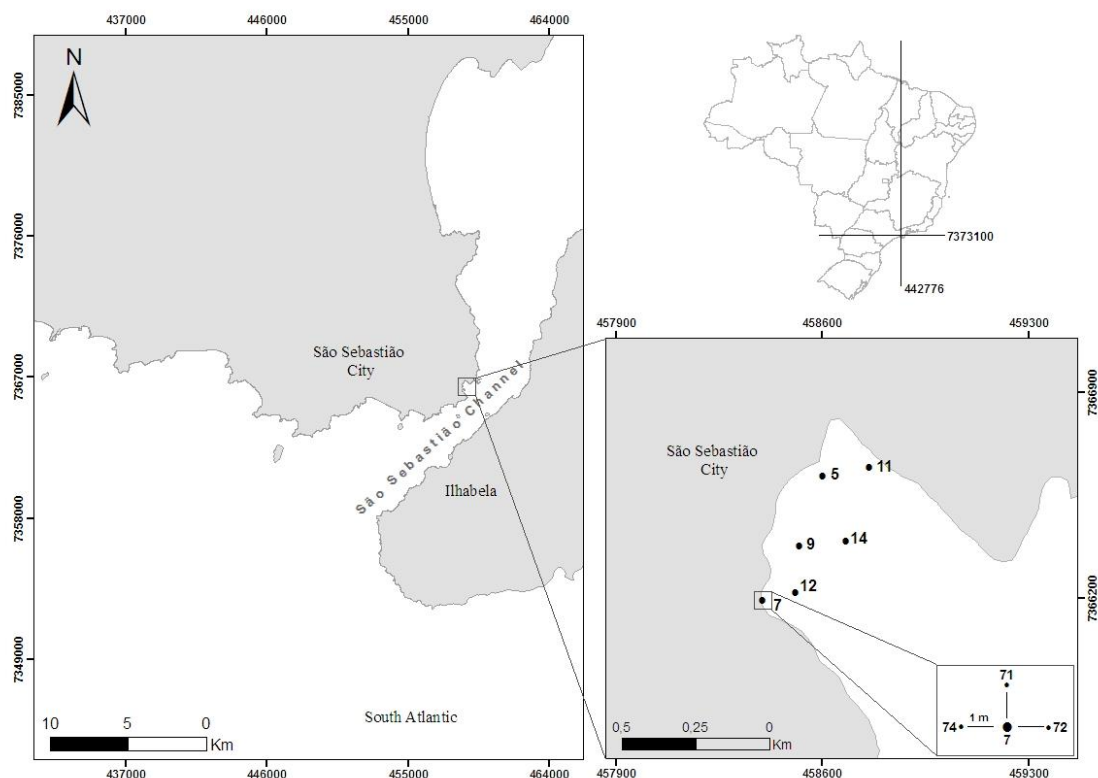 437000 446000 455000 464000
N
7385000
7376000
7367000
7358000
7349000
São Sebastião
City
São Sebastião Channel
Ilhabela
South Atlantic
10 5 0
Km
437000 446000 455000 464000
7373100
442776
457900 458600 459300
7366900
7366200
São Sebastião
City
5
11
9
14
12
7
71
74 1 m 72
7
0,5 0,25 0
Km
457900 458600 459300